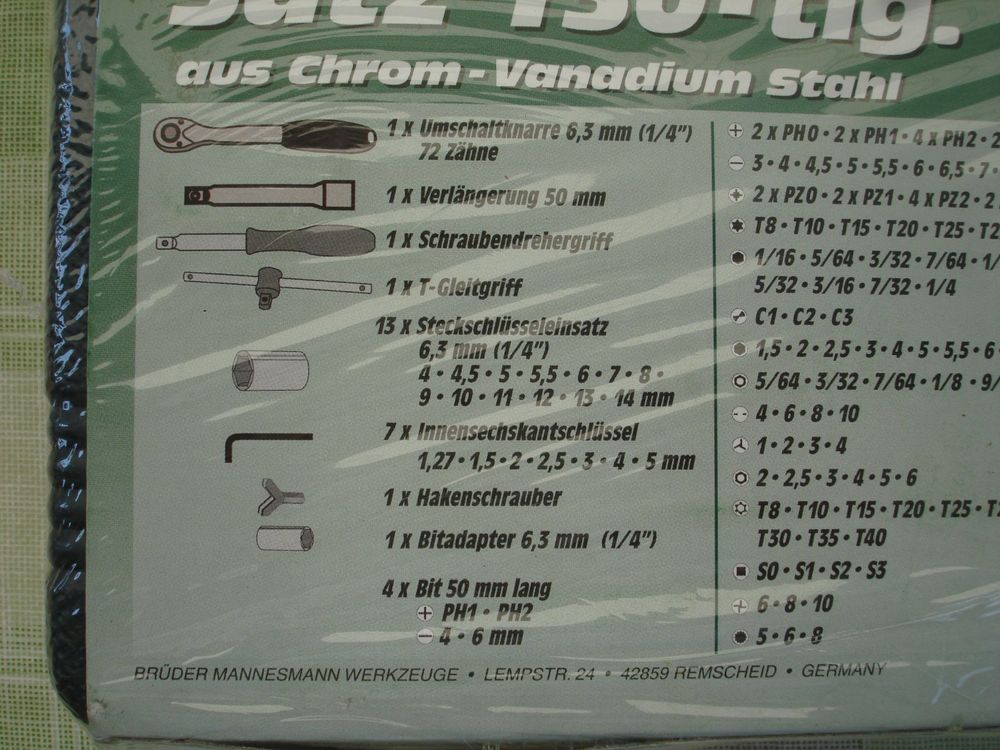 Satz 130-tlg.
aus Chrom-Vanadium Stahl
1 x Umschaltknarre 6,3 mm (1/4")
72 Zähne
1 x Verlängerung 50 mm
1 x Schraubendrehergriff
1 x T-Gleitgriff
13 x Steckschlüsseleinsatz
6,3 mm (1/4")
4 • 4,5 • 5 • 5,5 • 6 • 7 • 8 •
9 • 10 • 11 • 12 • 13 • 14 mm
7 x Innensechskantschlüssel
1,27 • 1,5 • 2 • 2,5 • 3 • 4 • 5 mm
1 x Hakenschrauber
1 x Bitadapter 6,3 mm (1/4")
4 x Bit 50 mm lang
PH1 • PH2
4 • 6 mm
2 x PH0 • 2 x PH1 • 4 x PH2 • 2
3 • 4 • 4,5 • 5 • 5,5 • 6 • 6,5 • 7 •
2 x PZ0 • 2 x PZ1 • 4 x PZ2 • 2
T8 • T10 • T15 • T20 • T25 • T2
1/16 • 5/64 • 3/32 • 7/64 • 1/
5/32 • 3/16 • 7/32 • 1/4
C1 • C2 • C3
1,5 • 2 • 2,5 • 3 • 4 • 5 • 5,5 • 6 •
5/64 • 3/32 • 7/64 • 1/8 • 9/
4 • 6 • 8 • 10
1 • 2 • 3 • 4
2 • 2,5 • 3 • 4 • 5 • 6
T8 • T10 • T15 • T20 • T25 • T2
T30 • T35 • T40
S0 • S1 • S2 • S3
6 • 8 • 10
5 • 6 • 8
BRÜDER MANNESMANN WERKZEUGE • LEMPSTR. 24 • 42859 REMSCHEID • GERMANY